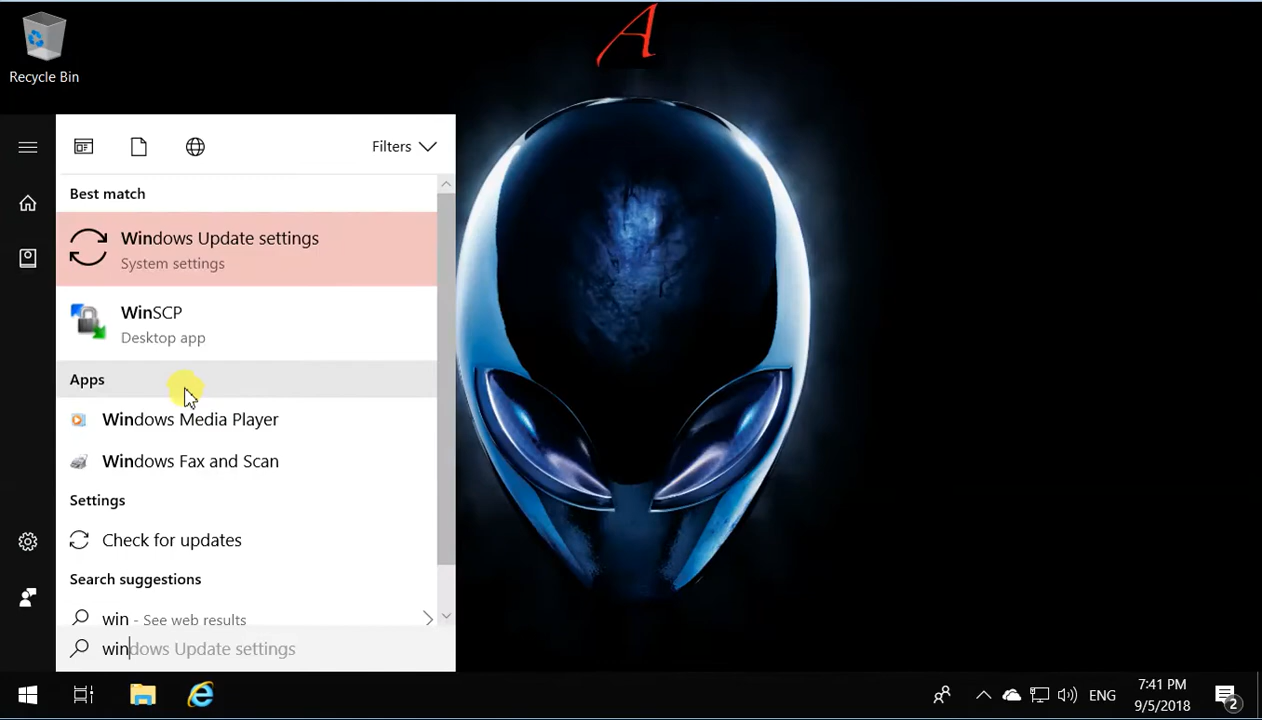 A
Recycle Bin
Filters
Best match
Windows Update settings
System settings
WinSCP
Desktop app
Apps
Windows Media Player
Windows Fax and Scan
Settings
Check for updates
Search suggestions
win - See web results
windows Update settings
ENG
7:41 PM
9/5/2018
2